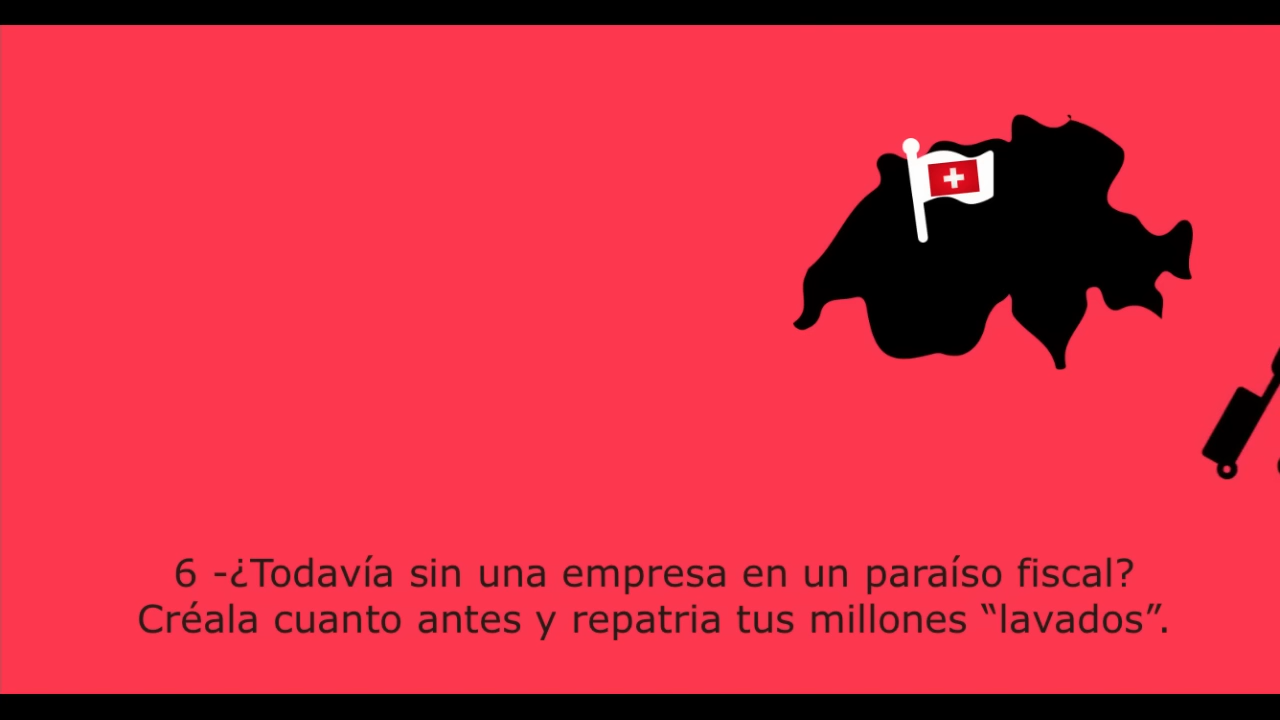 6 -¿Todavía sin una empresa en un paraíso fiscal?
Créala cuanto antes y repatria tus millones “lavados”.